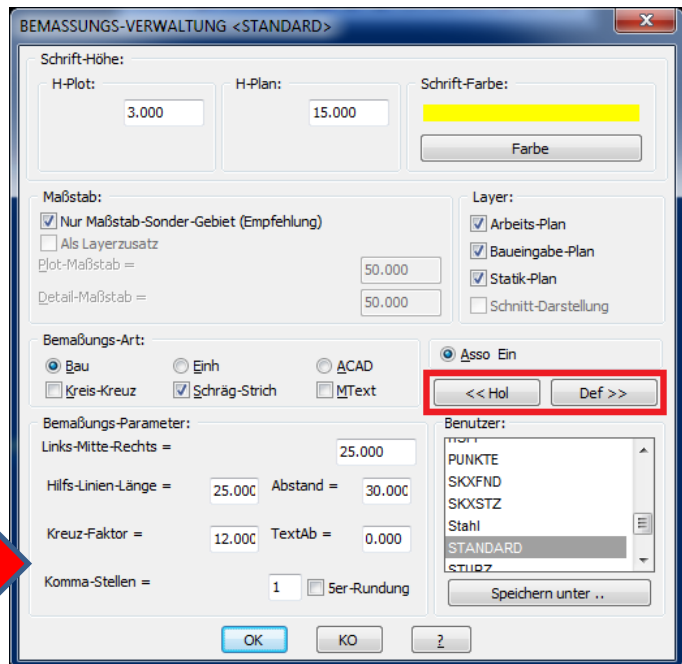 BEMASSUNGS-VERWALTUNG <STANDARD>
Schrift-Höhe:
H-Plot:
H-Plan:
Schrift-Farbe:
3.000
15.000
Farbe
Maßstab:
Nur Maßstab-Sonder-Gebiet (Empfehlung)
Als Layerzusatz
Plot-Maßstab =
50.000
Detail-Maßstab =
50.000
Layer:
Arbeits-Plan
Baueingabe-Plan
Statik-Plan
Schnitt-Darstellung
Bemaßungs-Art:
Bau
Einh
ACAD
Kreis-Kreuz
Schräg-Strich
MText
Asso Ein
<< Hol
Def >>
Bemaßungs-Parameter:
Links-Mitte-Rechts =
25.000
Hilfs-Linien-Länge =
25.000
Abstand =
30.000
Kreuz-Faktor =
12.000
TextAb =
0.000
Komma-Stellen =
1
5er-Rundung
Benutzer:
PUNKTE
SKXFND
SKXSTZ
Stahl
STANDARD
STURZ
Speichern unter ..
OK
KO
?